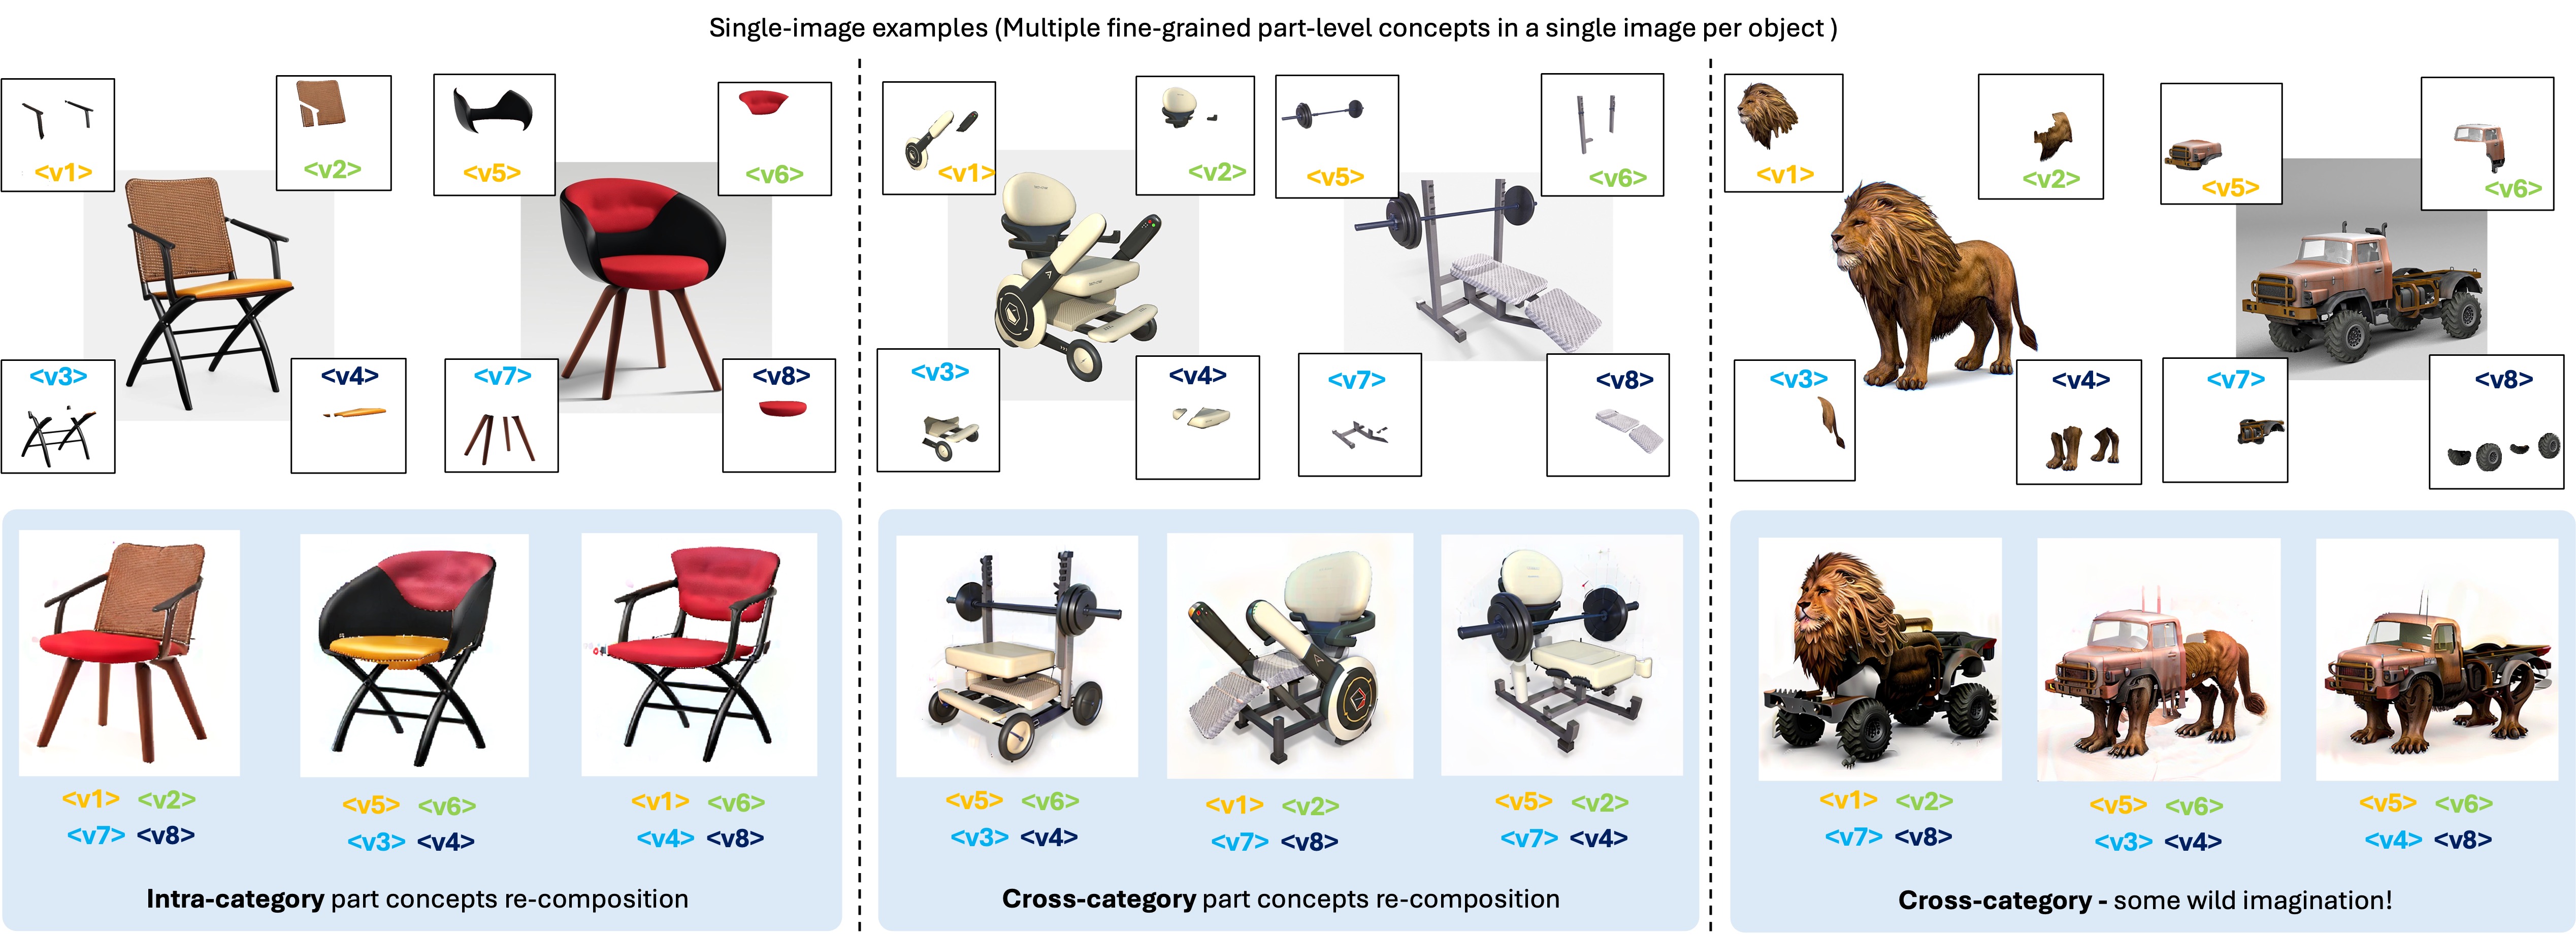 Single-image examples (Multiple fine-grained part-level concepts in a single image per object )
<v1>
<v2>
<v5>
<v6>
<v3>
<v4>
<v7>
<v8>
<v1> <v2>
<v7> <v8>
<v5> <v6>
<v3> <v4>
<v1> <v6>
<v4> <v8>
Intra-category part concepts re-composition
<v1>
<v2>
<v5>
<v6>
<v3>
<v4>
<v7>
<v8>
<v5> <v6>
<v3> <v4>
<v1> <v2>
<v7> <v8>
<v5> <v2>
<v7> <v4>
Cross-category part concepts re-composition
<v1>
<v2>
<v5>
<v6>
<v3>
<v4>
<v7>
<v8>
<v1> <v2>
<v7> <v8>
<v5> <v6>
<v3> <v4>
<v5> <v6>
<v4> <v8>
Cross-category - some wild imagination!